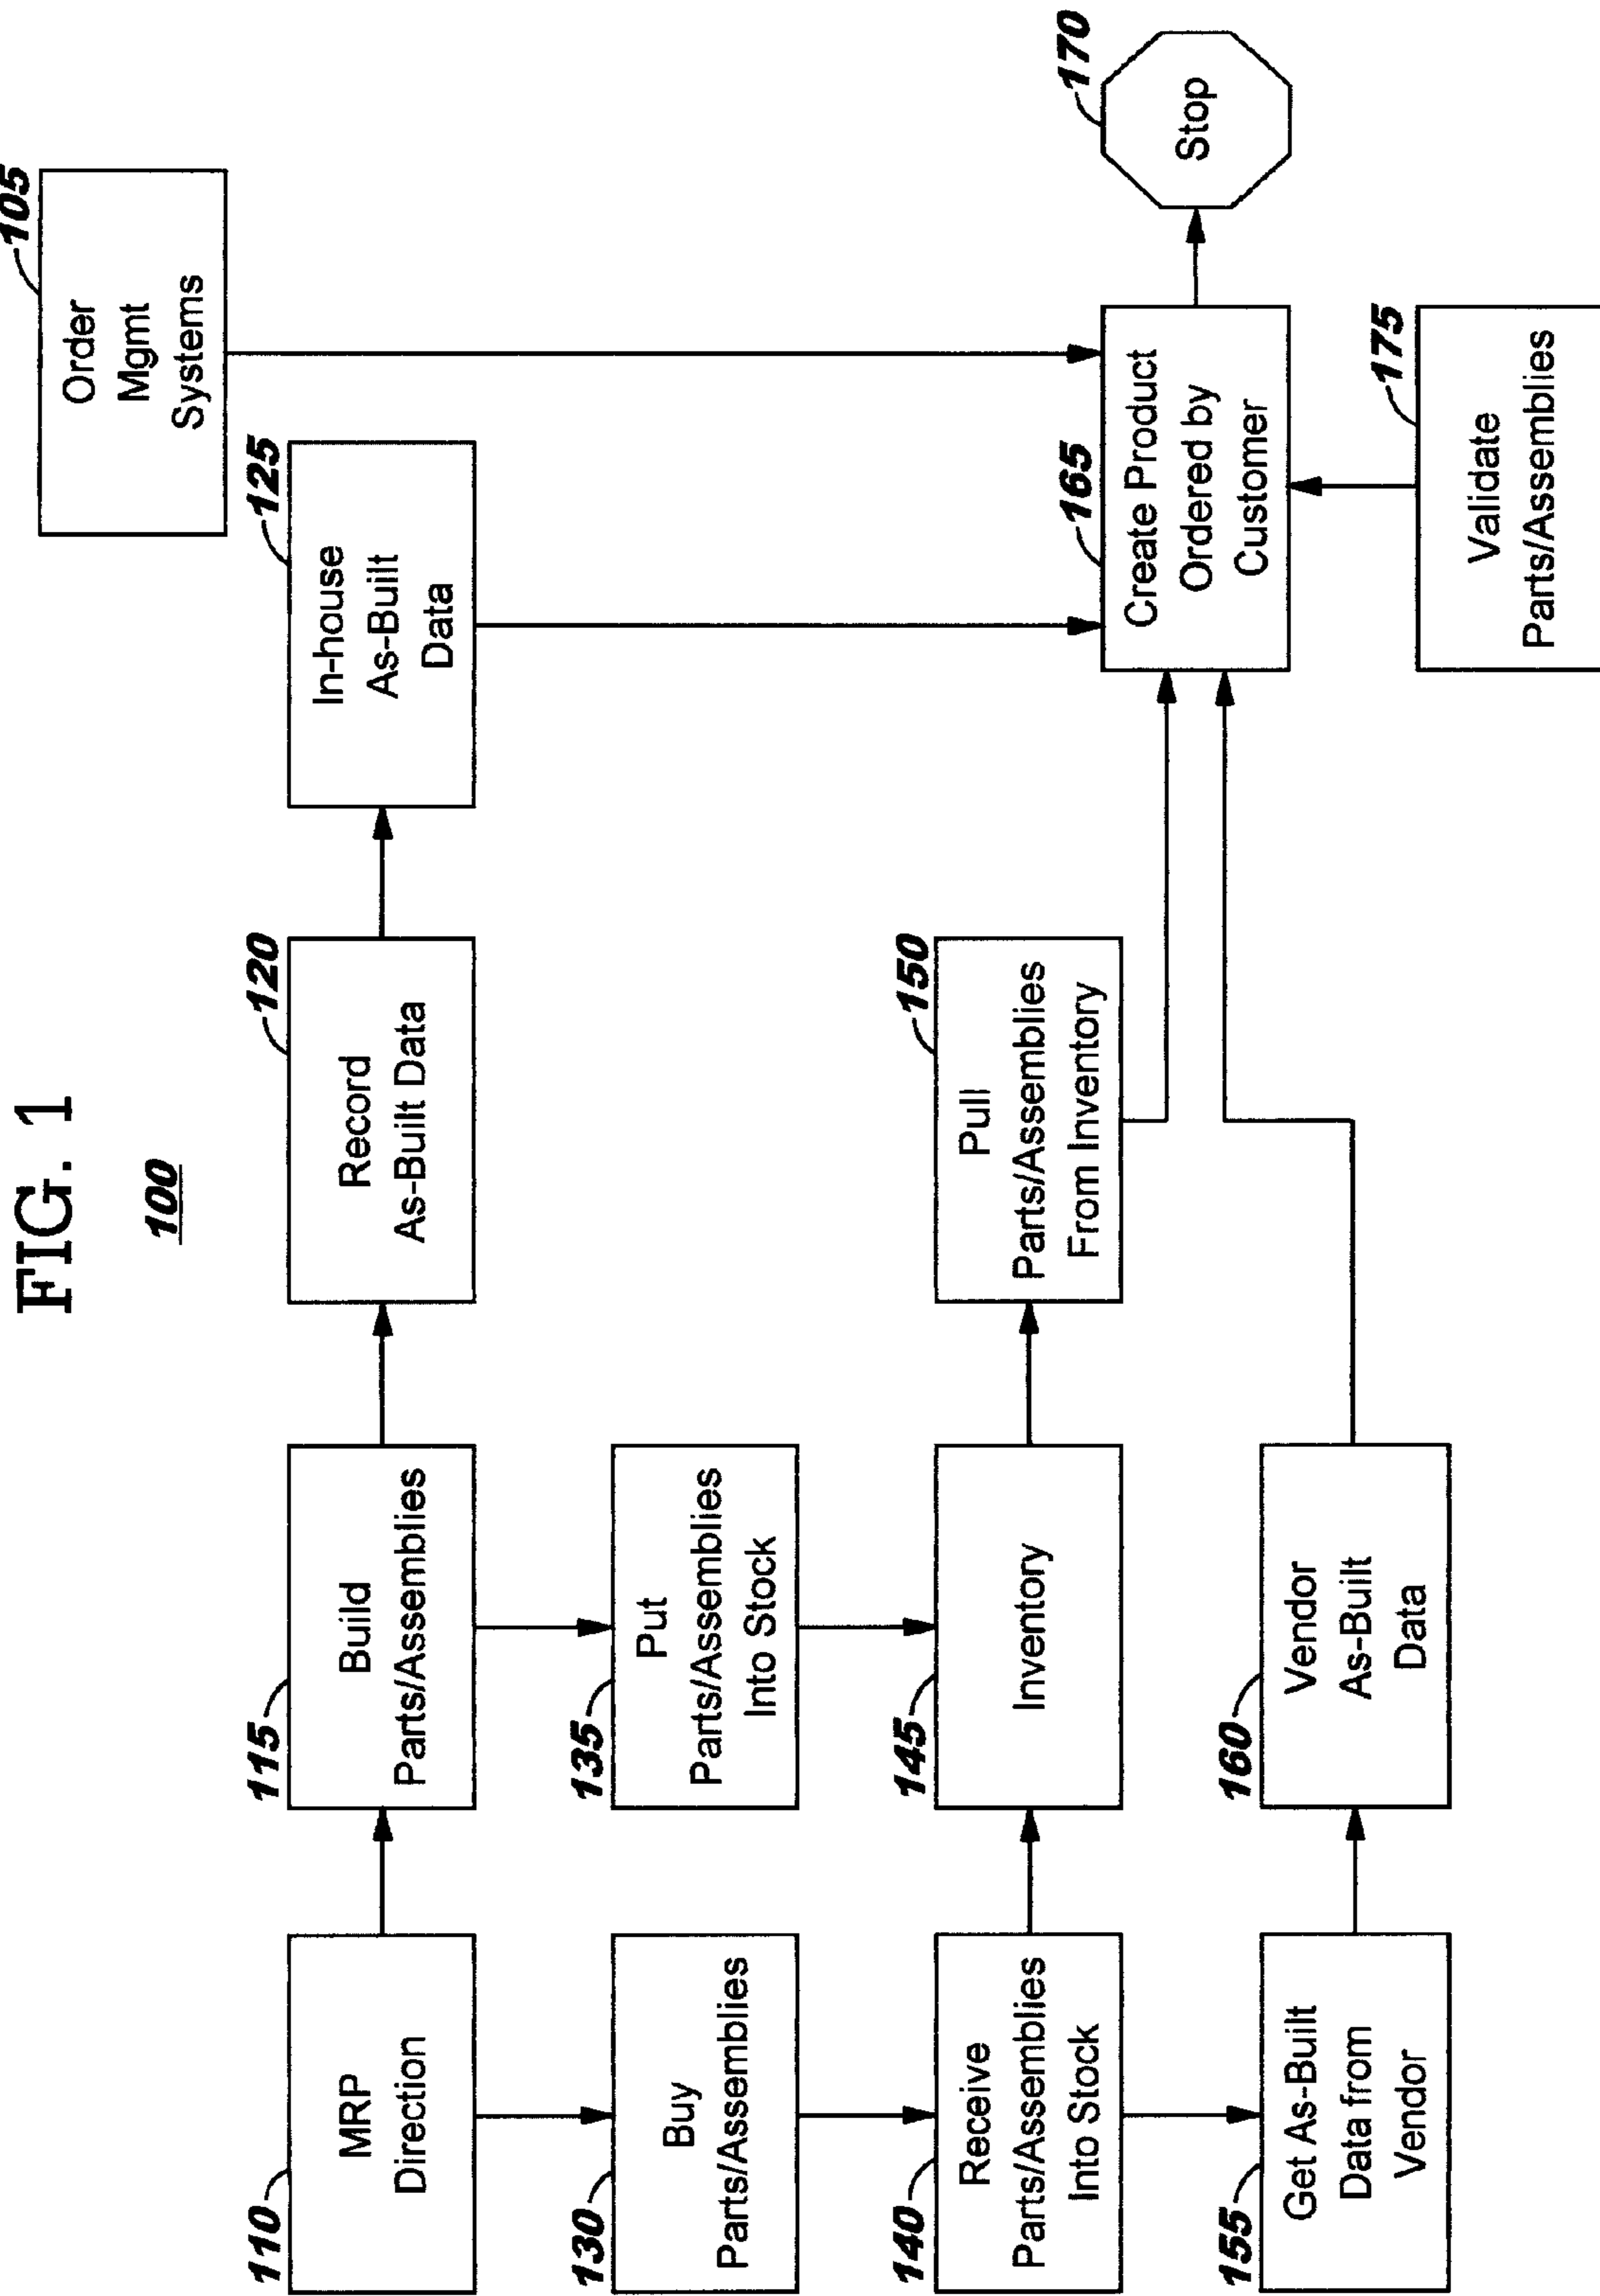 FIG. 1
100
105
Order
Mgmt
Systems
110
MRP
Direction
115
Build
Parts/Assemblies
120
Record
As-Built Data
125
In-house
As-Built
Data
130
Buy
Parts/Assemblies
135
Put
Parts/Assemblies
Into Stock
140
Receive
Parts/Assemblies
Into Stock
145
Inventory
150
Pull
Parts/Assemblies
From Inventory
165
Create Product
Ordered by
Customer
170
Stop
155
Get As-Built
Data from
Vendor
160
Vendor
As-Built
Data
175
Validate
Parts/Assemblies